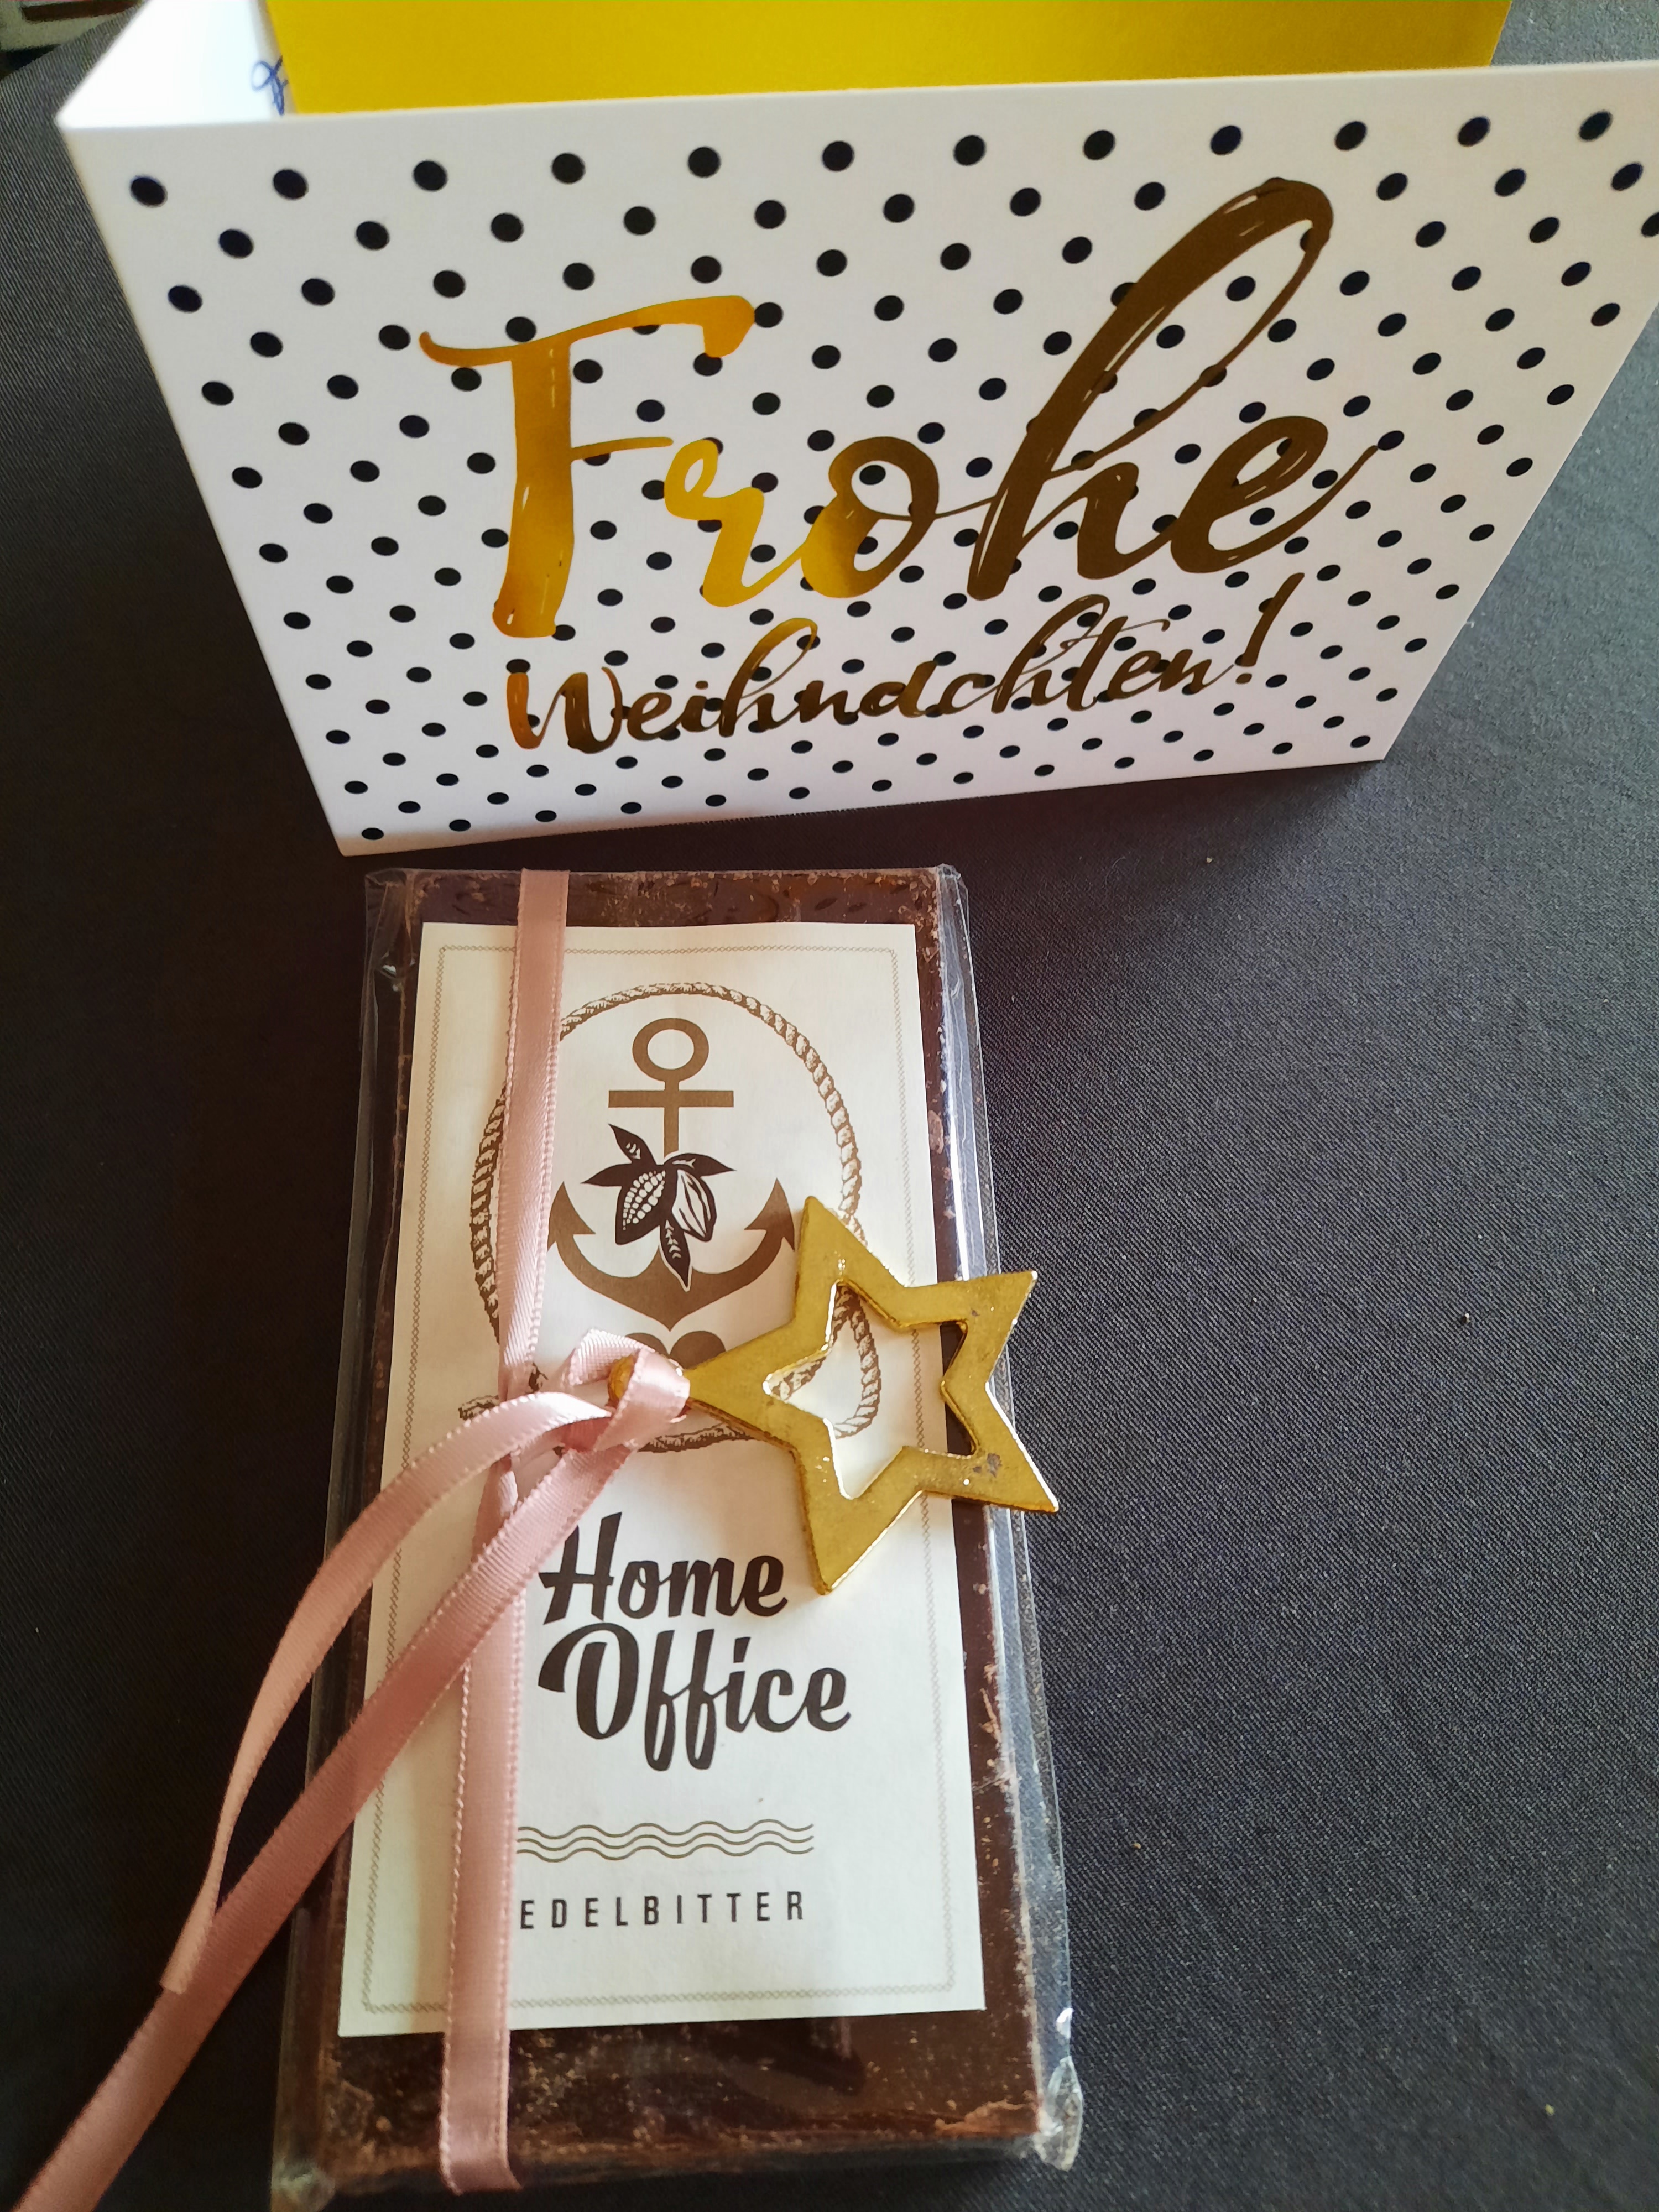 Frohe
Weihnachten!
Home
Office
EDELBITTER